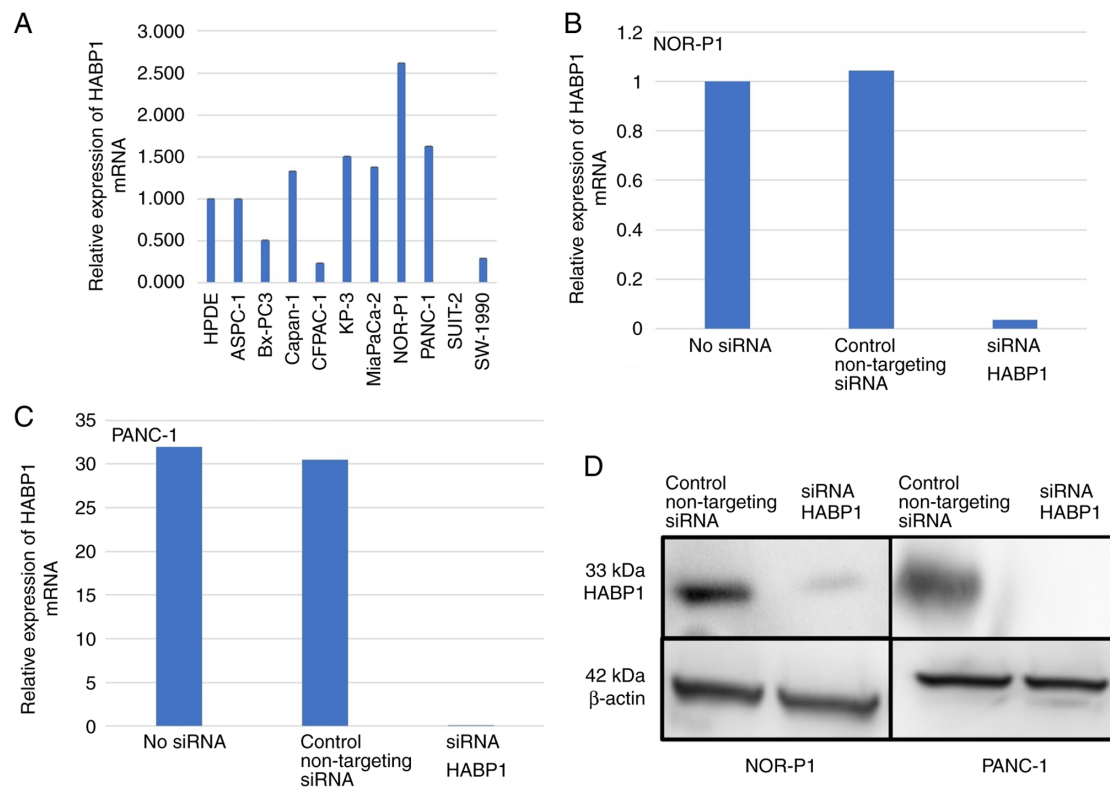 A
Relative expression of HABP1
mRNA
3.000
2.500
2.000
1.500
1.000
0.500
0.000
HPDE
ASPC-1
Bx-PC3
Capan-1
CFPAC-1
KP-3
MiaPaCa-2
NOR-P1
PANC-1
SUIT-2
SW-1990
B
Relative expression of HABP1
mRNA
NOR-P1
1.2
1
0.8
0.6
0.4
0.2
0
No siRNA
Control
non-targeting
siRNA
siRNA
HABP1
C
Relative expression of HABP1
mRNA
PANC-1
35
30
25
20
15
10
5
0
No siRNA
Control
non-targeting
siRNA
siRNA
HABP1
D
Control
non-targeting
siRNA
siRNA
HABP1
Control
non-targeting
siRNA
siRNA
HABP1
33 kDa
HABP1
42 kDa
β-actin
NOR-P1
PANC-1